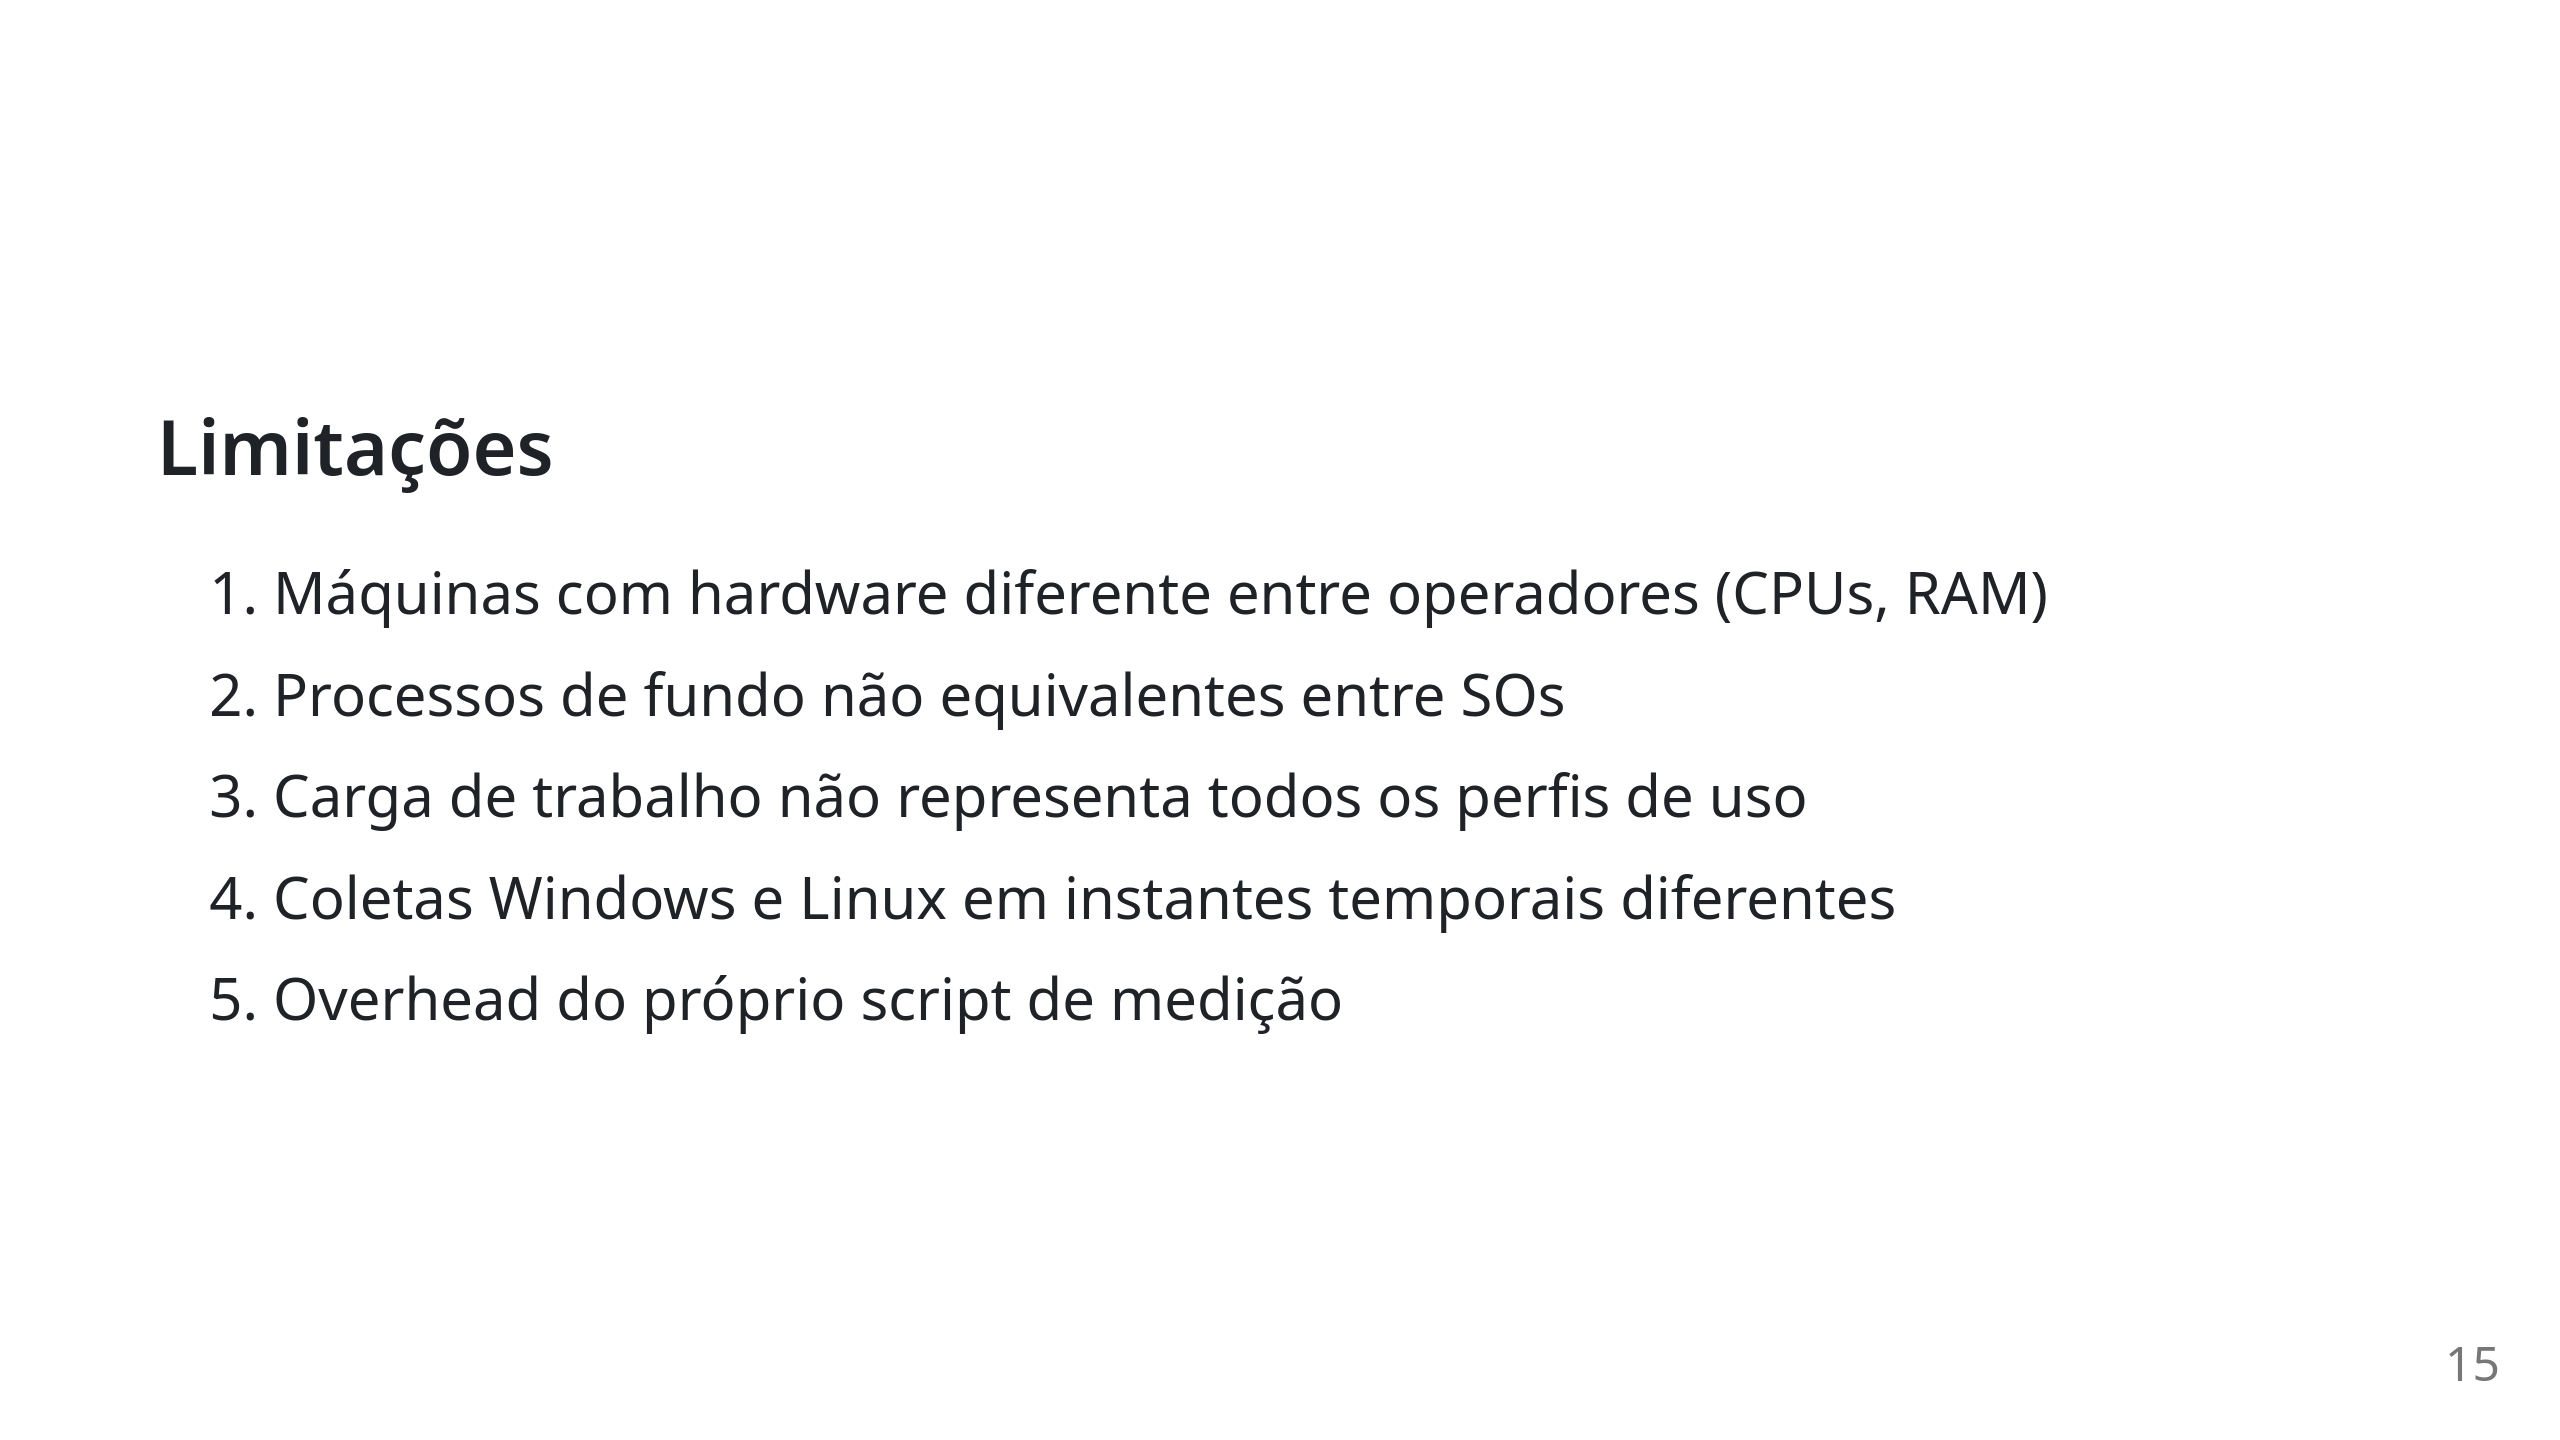 Limitações
1. Máquinas com hardware diferente entre operadores (CPUs, RAM)
2. Processos de fundo não equivalentes entre SOs
3. Carga de trabalho não representa todos os perfis de uso
4. Coletas Windows e Linux em instantes temporais diferentes
5. Overhead do próprio script de medição
15